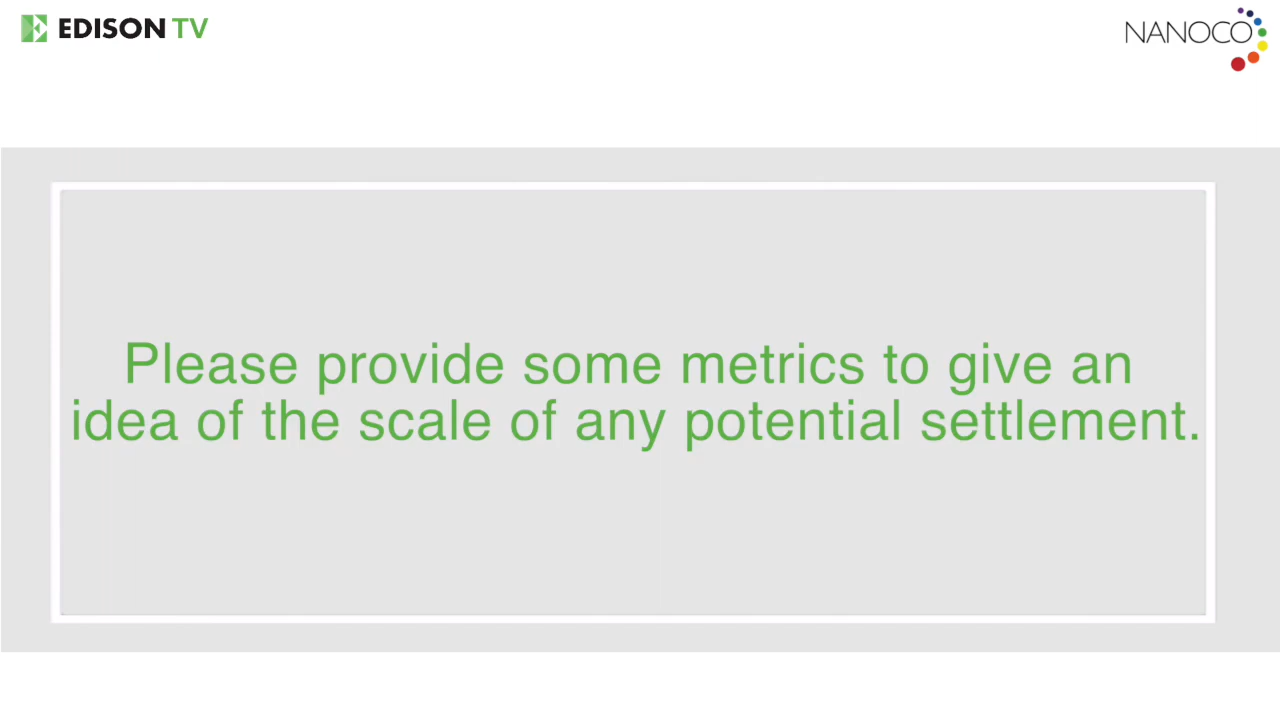 EDISON TV
NANOCO
Please provide some metrics to give an
idea of the scale of any potential settlement.